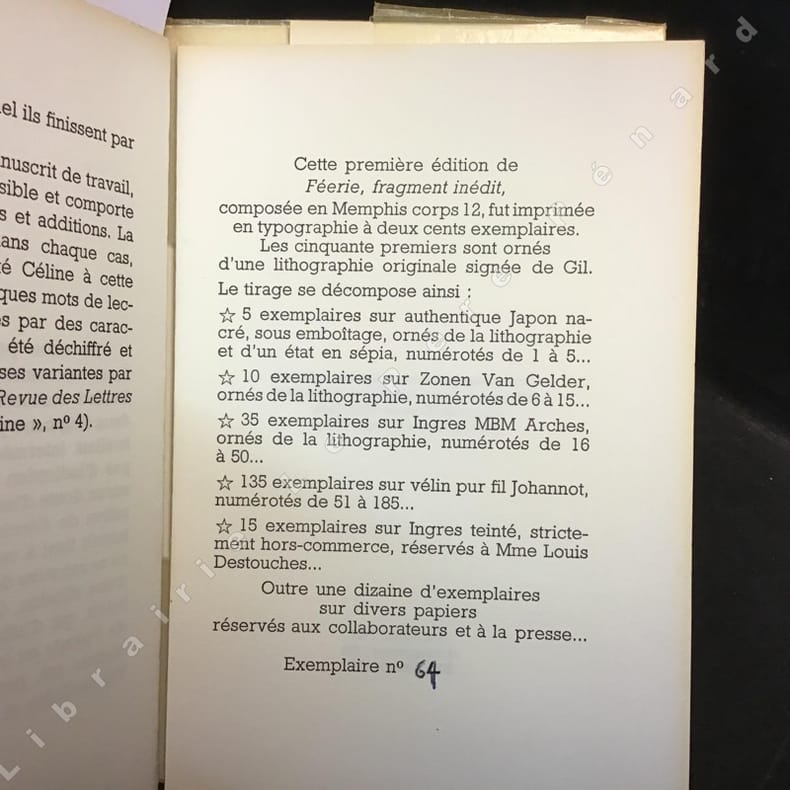 el ils finissent par
nuscrit de travail,
sible et comporte
s et additions. La
ans chaque cas,
té Céline à cette
ques mots de lec-
s par des carac-
été déchiffré et
ses variantes par
Revue des Lettres
ine », nº 4).
Cette première édition de
Féerie, fragment inédit,
composée en Memphis corps 12, fut imprimée
en typographie à deux cents exemplaires.
Les cinquante premiers sont ornés
d'une lithographie originale signée de Gil.
Le tirage se décompose ainsi :
☆ 5 exemplaires sur authentique Japon na-
cré, sous emboîtage, ornés de la lithographie
et d'un état en sépia, numérotés de 1 à 5...
☆ 10 exemplaires sur Zonen Van Gelder,
ornés de la lithographie, numérotés de 6 à 15...
☆ 35 exemplaires sur Ingres MBM Arches,
ornés de la lithographie, numérotés de 16
à 50...
☆ 135 exemplaires sur vélin pur fil Johannot,
numérotés de 51 à 185...
☆ 15 exemplaires sur Ingres teinté, stricte-
ment hors-commerce, réservés à Mme Louis
Destouches...
Outre une dizaine d'exemplaires
sur divers papiers
réservés aux collaborateurs et à la presse...
Exemplaire nº 64
Librairie le Père Pénard